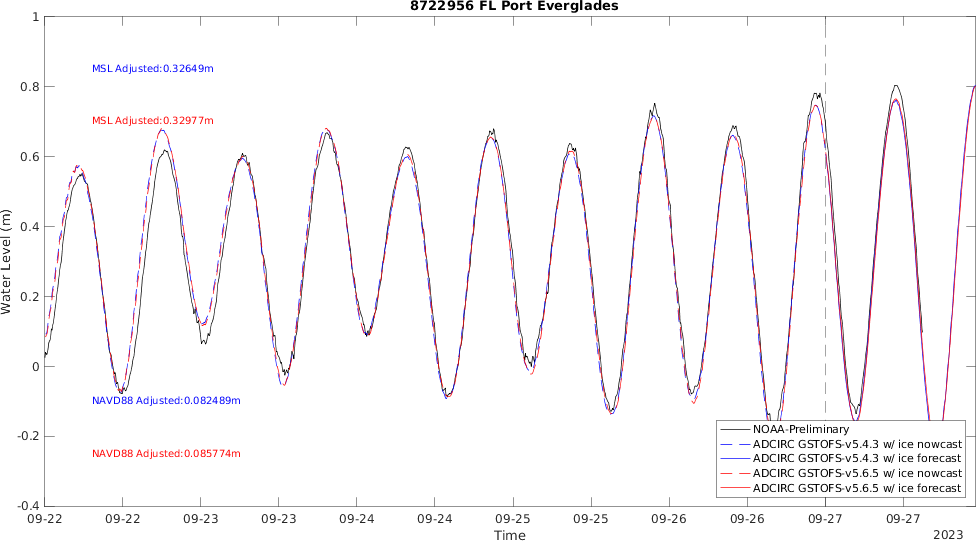 8722956 FL Port Everglades
1
0.8
0.6
0.4
0.2
0
-0.2
-0.4
Water Level (m)
MSL Adjusted:0.32649m
MSL Adjusted:0.32977m
NAVD88 Adjusted:0.082489m
NAVD88 Adjusted:0.085774m
NOAA-Preliminary
ADCIRC GSTOFS-v5.4.3 w/ ice nowcast
ADCIRC GSTOFS-v5.4.3 w/ ice forecast
ADCIRC GSTOFS-v5.6.5 w/ ice nowcast
ADCIRC GSTOFS-v5.6.5 w/ ice forecast
09-22 09-22 09-23 09-23 09-24 09-24 09-25 09-25 09-26 09-26 09-27 09-27
Time
2023